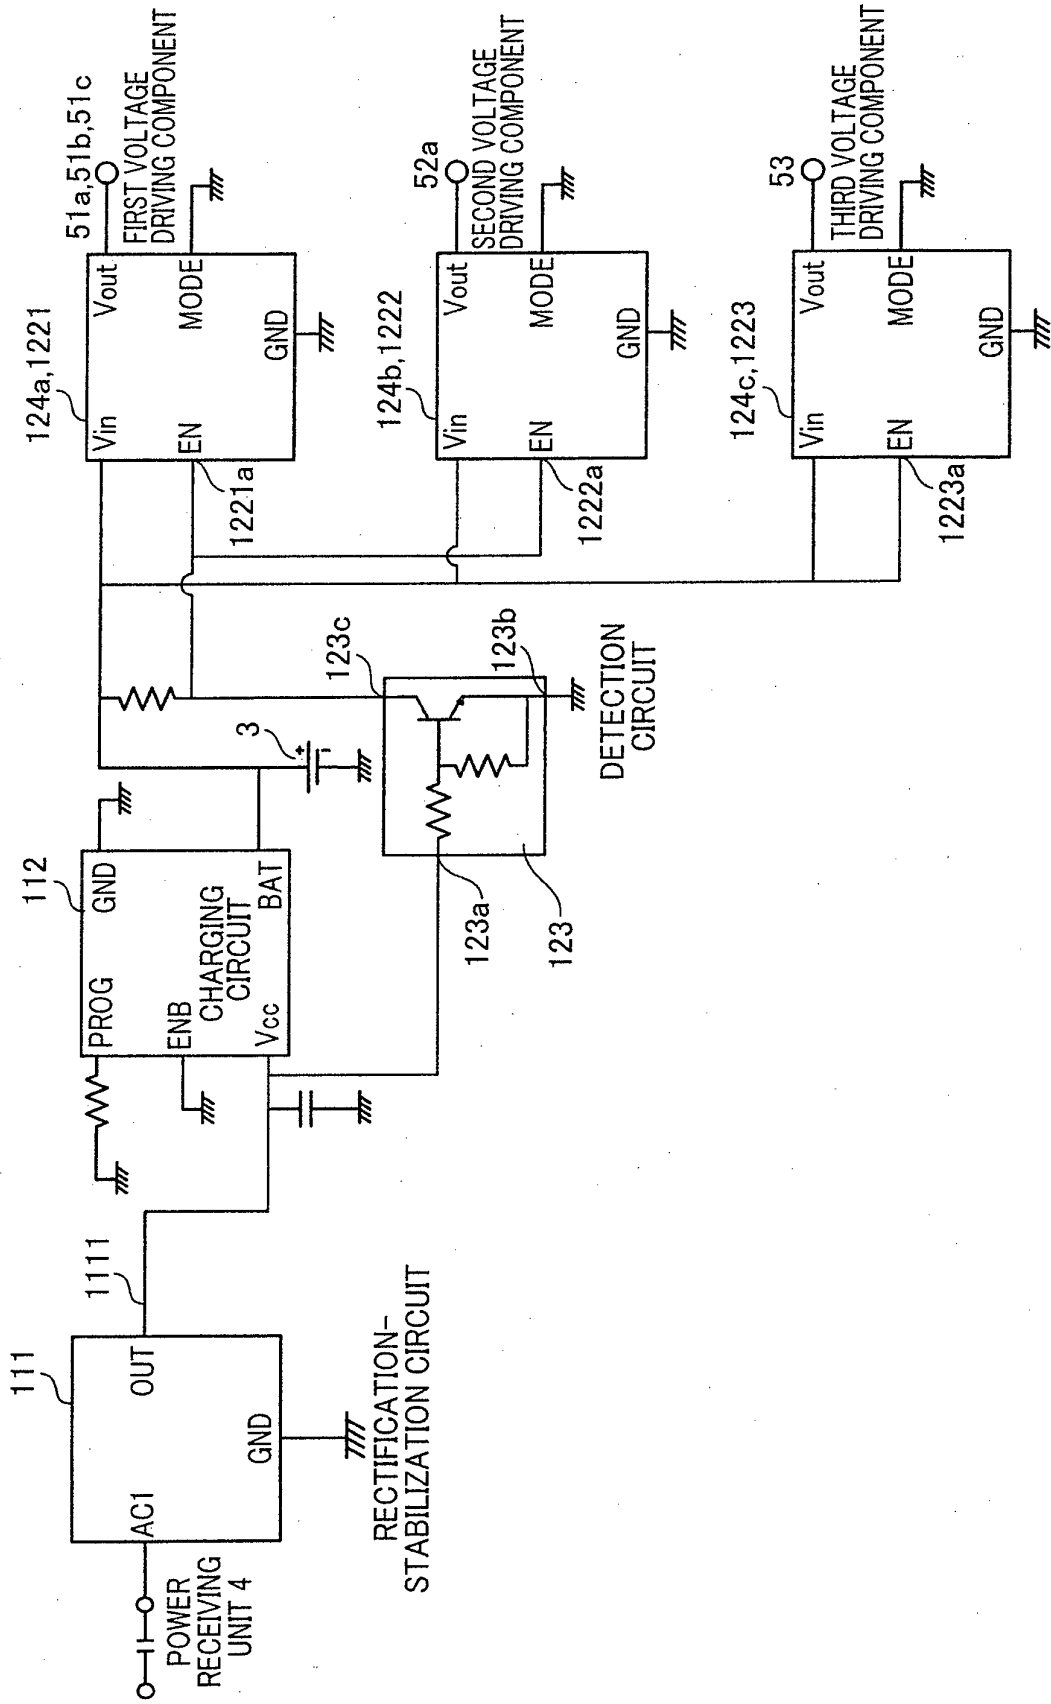 POWER
RECEIVING
UNIT 4
111
AC1
OUT
GND
1111
RECTIFICATION-
STABILIZATION CIRCUIT
112
PROG
GND
ENB
CHARGING
CIRCUIT
Vcc
BAT
3
+
-
123a
123
123c
123b
DETECTION
CIRCUIT
124a,1221
Vin
Vout
EN
MODE
GND
1221a
51a,51b,51c
FIRST VOLTAGE
DRIVING COMPONENT
124b,1222
Vin
Vout
EN
MODE
GND
1222a
52a
SECOND VOLTAGE
DRIVING COMPONENT
124c,1223
Vin
Vout
EN
MODE
GND
1223a
53
THIRD VOLTAGE
DRIVING COMPONENT